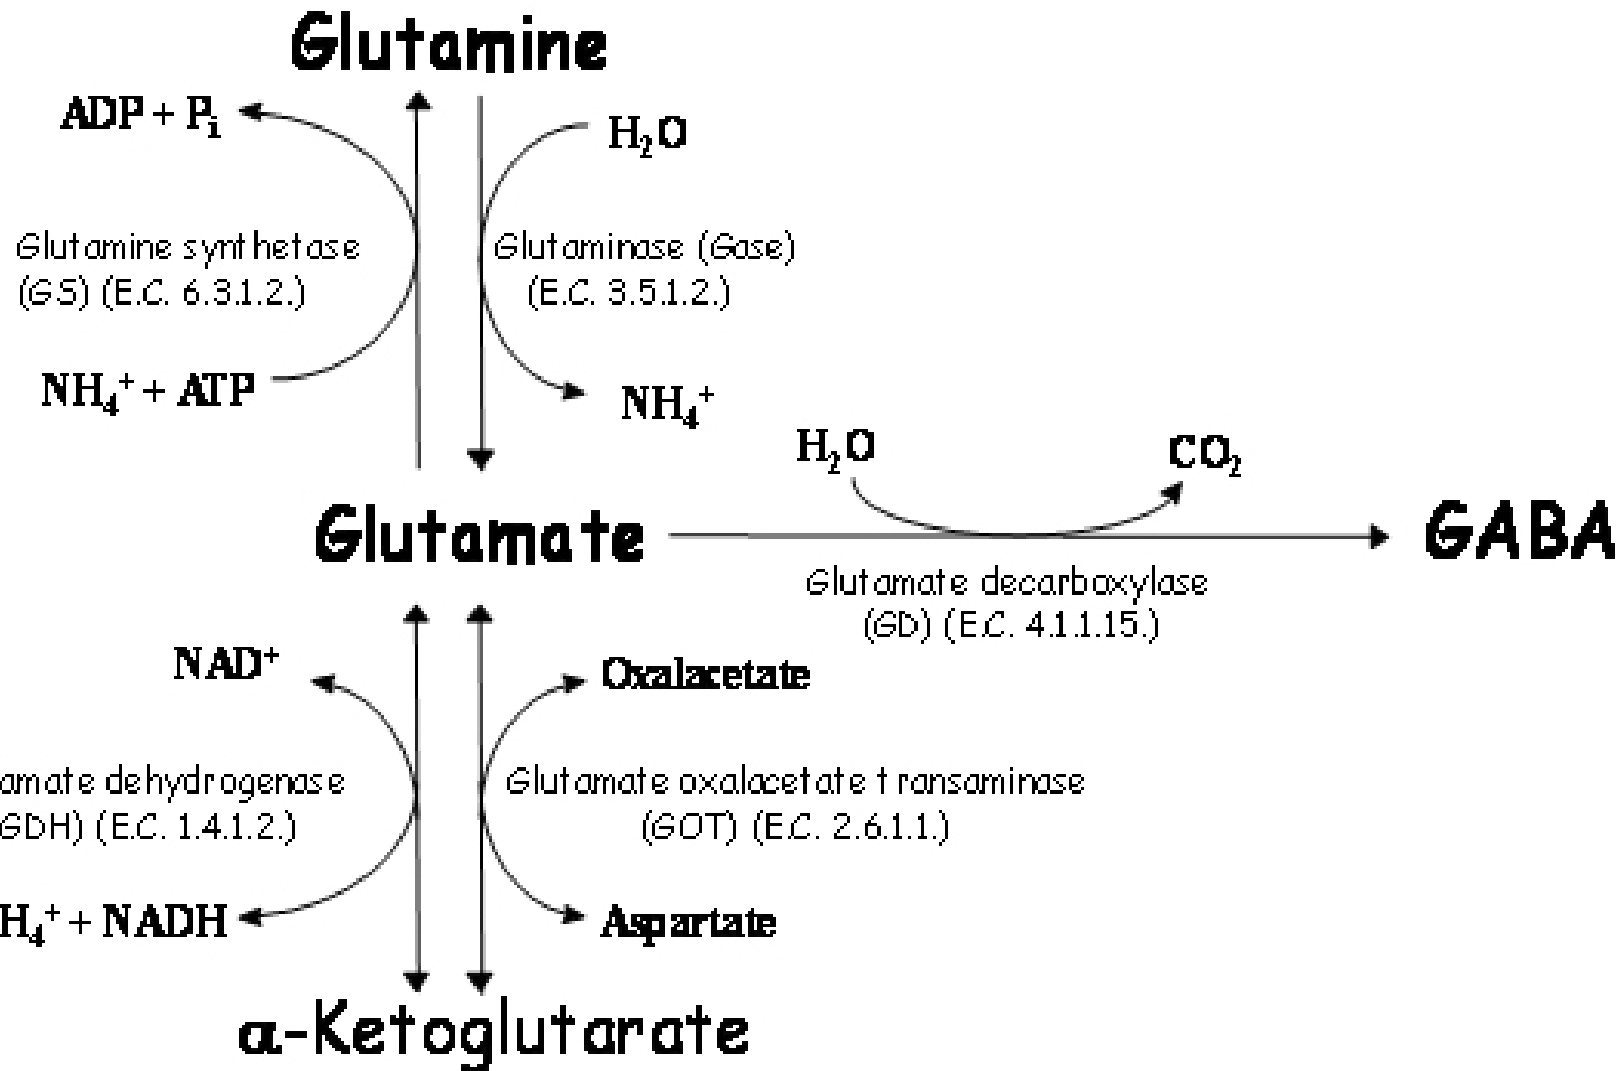 Glutamine
ADP + Pi
H₂O
Glutamine synthetase
(GS) (E.C. 6.3.1.2.)
Glutaminase (Gase)
(E.C. 3.5.1.2.)
NH₄⁺ + ATP
NH₄⁺
H₂O
CO₂
Glutamate
GABA
Glutamate decarboxylase
(GD) (E.C. 4.1.1.15.)
NAD⁺
Oxalacetate
amate dehydrogenase
GDH) (E.C. 1.4.1.2.)
Glutamate oxalacetate transaminase
(GOT) (E.C. 2.6.1.1.)
H₄⁺ + NADH
Aspartate
α-Ketoglutarate